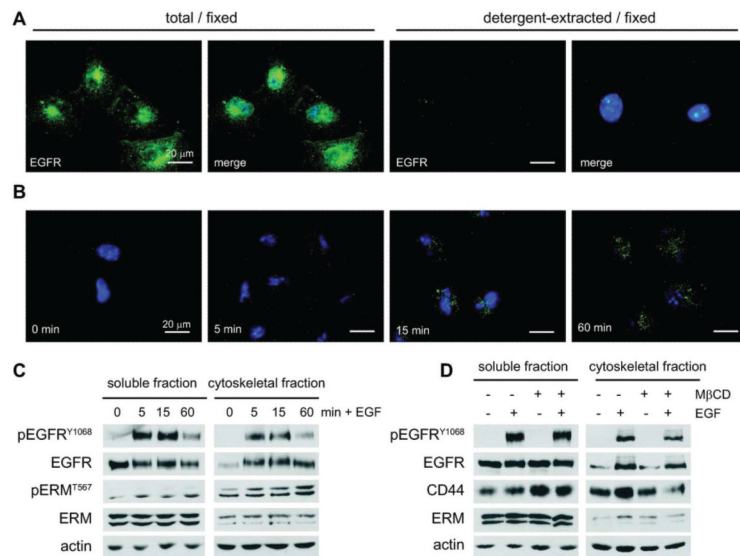 A
total / fixed
detergent-extracted / fixed
EGFR
20 μm
merge
EGFR
merge
B
0 min
20 μm
5 min
15 min
60 min
C
soluble fraction
cytoskeletal fraction
0 5 15 60 0 5 15 60 min + EGF
pEGFRY1068
EGFR
pERMT567
ERM
actin
D
soluble fraction
cytoskeletal fraction
- - + + - - + + MβCD
- + - + - + - + EGF
pEGFRY1068
EGFR
CD44
ERM
actin